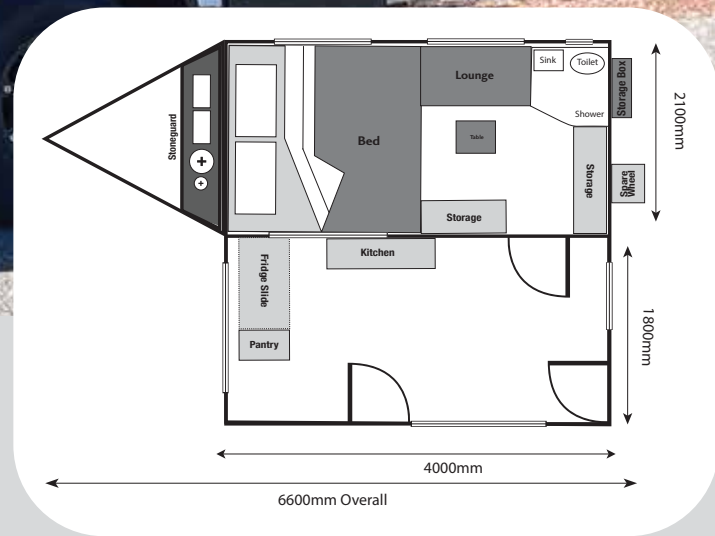 Sink
Toilet
Lounge
Storage Box
2100mm
Stoneguard
Shower
Table
Bed
Storage
Spare
Wheel
Storage
Kitchen
Fridge Slide
1800mm
Pantry
4000mm
6600mm Overall